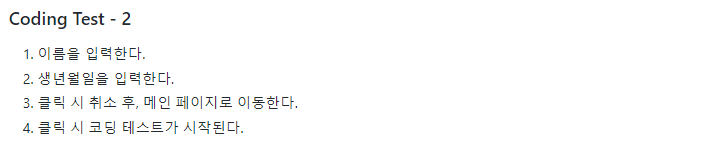 Coding Test - 2
1. 이름을 입력한다.
2. 생년월일을 입력한다.
3. 클릭 시 취소 후, 메인 페이지로 이동한다.
4. 클릭 시 코딩 테스트가 시작된다.